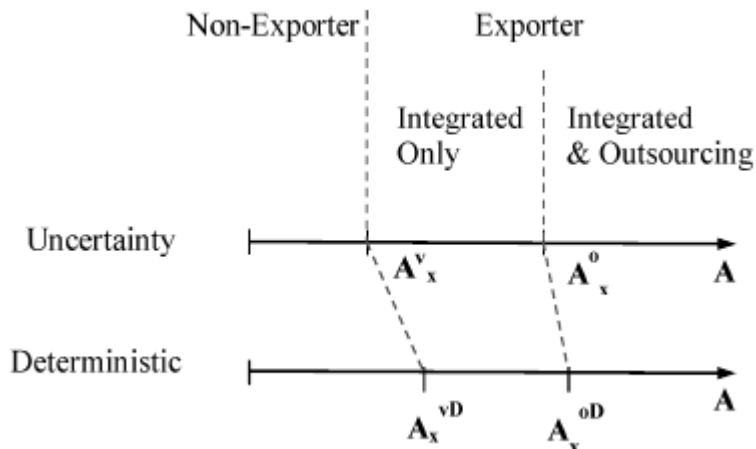 Non-Exporter Exporter
Integrated Only
Integrated & Outsourcing
Uncertainty
A^v_x A^o_x A
Deterministic
A_x^vD A_x^oD A